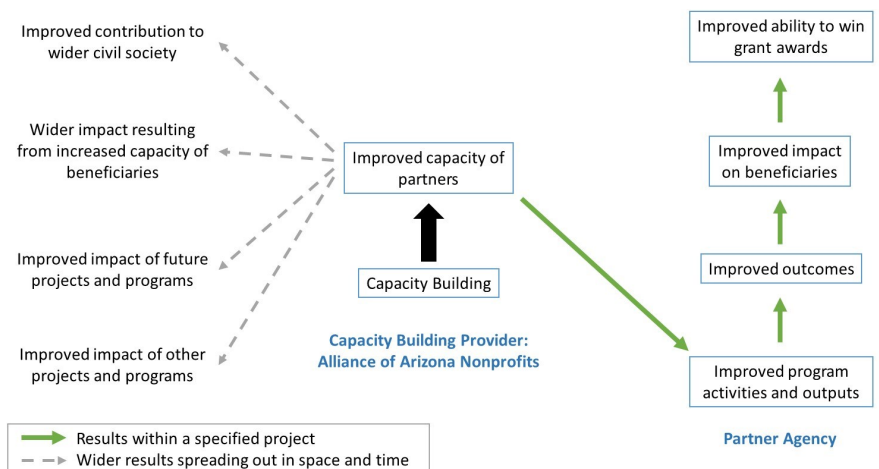 Improved contribution to
wider civil society
Wider impact resulting
from increased capacity of
beneficiaries
Improved impact of future
projects and programs
Improved impact of other
projects and programs
Improved capacity of
partners
Capacity Building
Capacity Building Provider:
Alliance of Arizona Nonprofits
Improved ability to win
grant awards
Improved impact
on beneficiaries
Improved outcomes
Improved program
activities and outputs
Partner Agency
Results within a specified project
Wider results spreading out in space and time